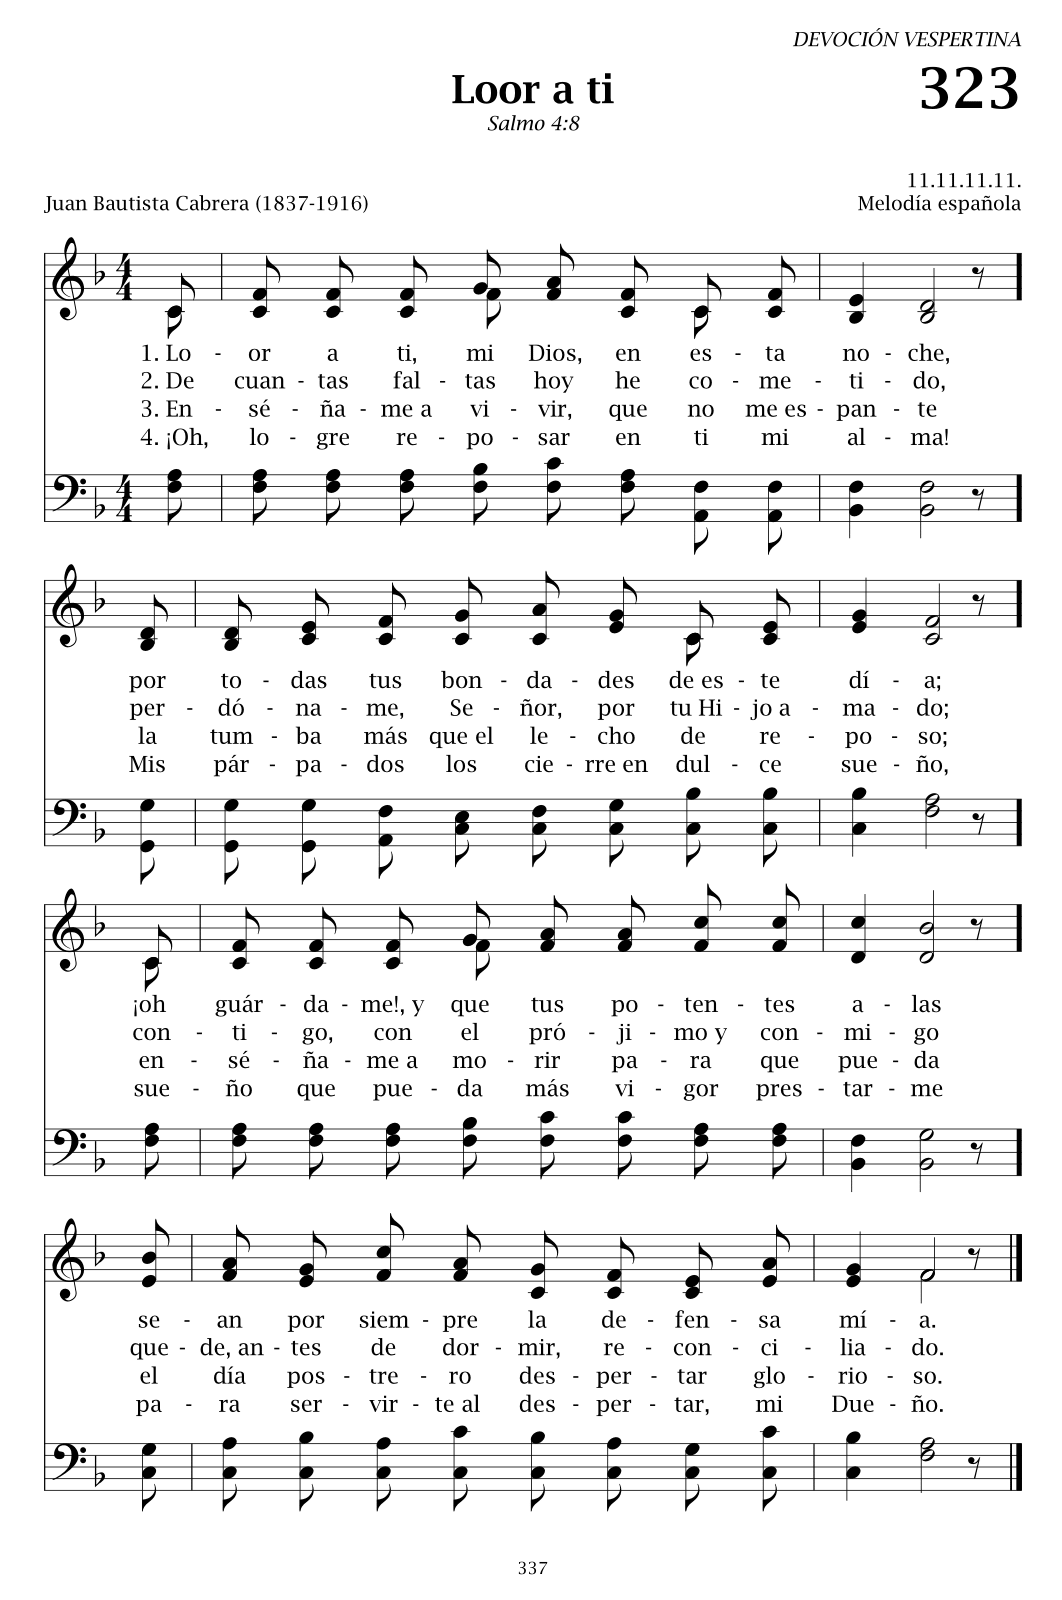 DEVOCIÓN VESPERTINA
323
Loor a ti
Salmo 4:8
11.11.11.11.
Juan Bautista Cabrera (1837-1916)
Melodía española
1. Lo - or a ti, mi Dios, en es - ta no - che,
2. De cuan - tas fal - tas hoy he co - me - ti - do,
3. En - sé - ña - me a vi - vir, que no me es - pan - te
4. ¡Oh, lo - gre re - po - sar en ti mi al - ma!
por to - das tus bon - da - des de es - te dí - a;
per - dó - na - me, Se - ñor, por tu Hi - jo a - ma - do;
la tum - ba más que el le - cho de re - po - so;
Mis pár - pa - dos los cie - rre en dul - ce sue - ño,
¡oh guár - da - me!, y que tus po - ten - tes a - las
con - ti - go, con el pró - ji - mo y con - mi - go
en - sé - ña - me a mo - rir pa - ra que pue - da
sue - ño que pue - da más vi - gor pres - tar - me
se - an por siem - pre la de - fen - sa mí - a.
que - de, an - tes de dor - mir, re - con - ci - lia - do.
el día pos - tre - ro des - per - tar glo - rio - so.
pa - ra ser - vir - te al des - per - tar, mi Due - ño.
337